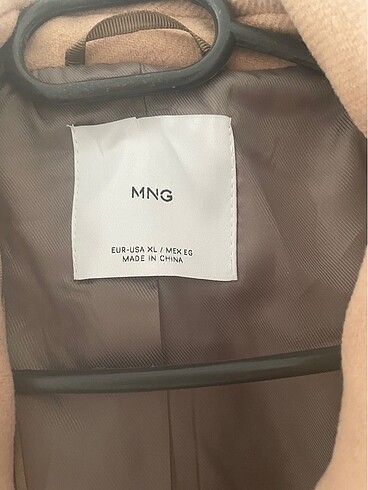 MNG
EUR-USA XL / MEX EG
MADE IN CHINA